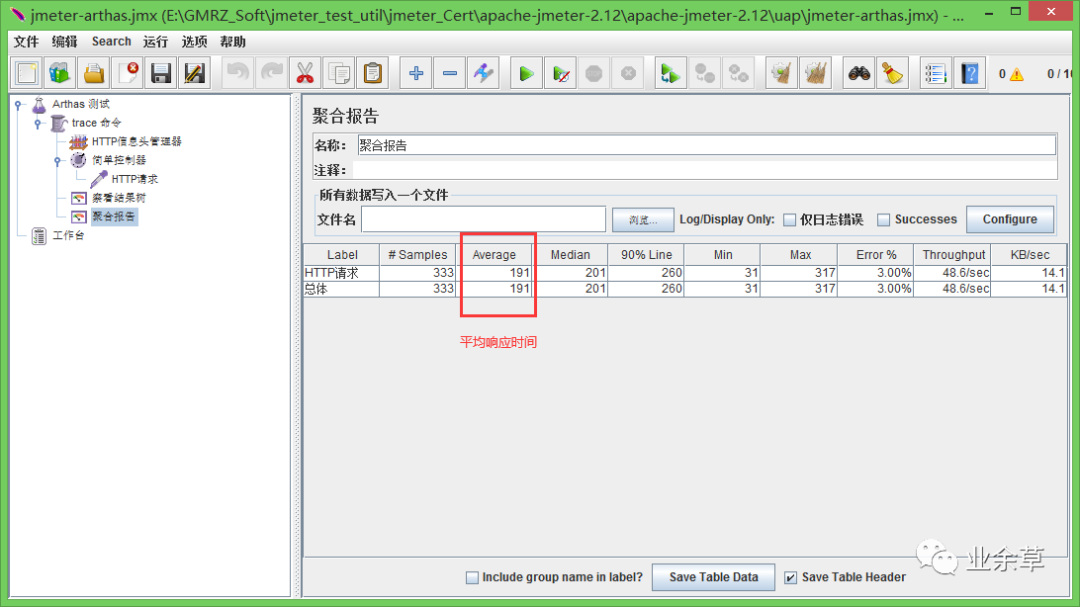 jmeter-arthas.jmx (E:\GMRZ_Soft\jmeter_test_util\jmeter_Cert\apache-jmeter-2.12\apache-jmeter-2.12\uap\jmeter-arthas.jmx) - ...
文件 编辑 Search 运行 选项 帮助
0 0 / 10
Arthas 测试
trace 命令
HTTP信息头管理器
简单控制器
HTTP请求
察看结果树
聚合报告
工作台
聚合报告
名称： 聚合报告
注释：
所有数据写入一个文件
文件名 浏览... Log/Display Only: 仅日志错误 Successes Configure
Label # Samples Average Median 90% Line Min Max Error % Throughput KB/sec
HTTP请求 333 191 201 260 31 317 3.00% 48.6/sec 14.1
总体 333 191 201 260 31 317 3.00% 48.6/sec 14.1
平均响应时间
业余草
Include group name in label? Save Table Data Save Table Header